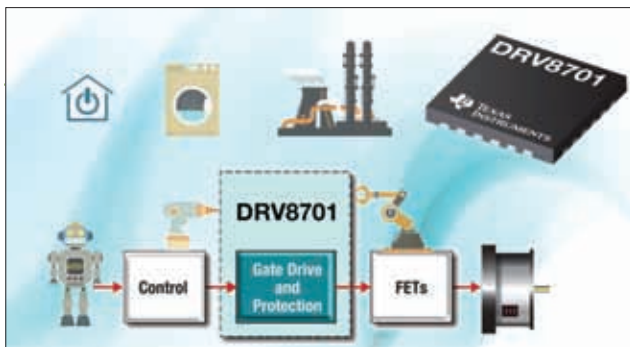 DRV8701
TEXAS
INSTRUMENTS
DRV8701
Control
Gate Drive
and
Protection
FETs